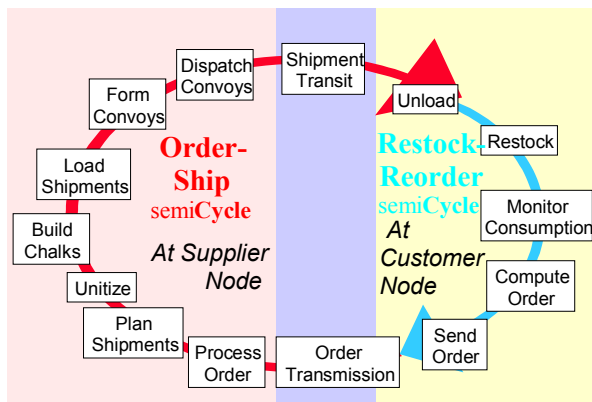 Dispatch
Convoys
Shipment
Transit
Unload
Restock
Monitor
Consumption
Compute
Order
Send
Order
Order
Transmission
Process
Order
Plan
Shipments
Unitize
Build
Chalks
Load
Shipments
Form
Convoys
Order-
Ship
semiCycle
At Supplier
Node
Restock-
Reorder
semiCycle
At
Customer
Node